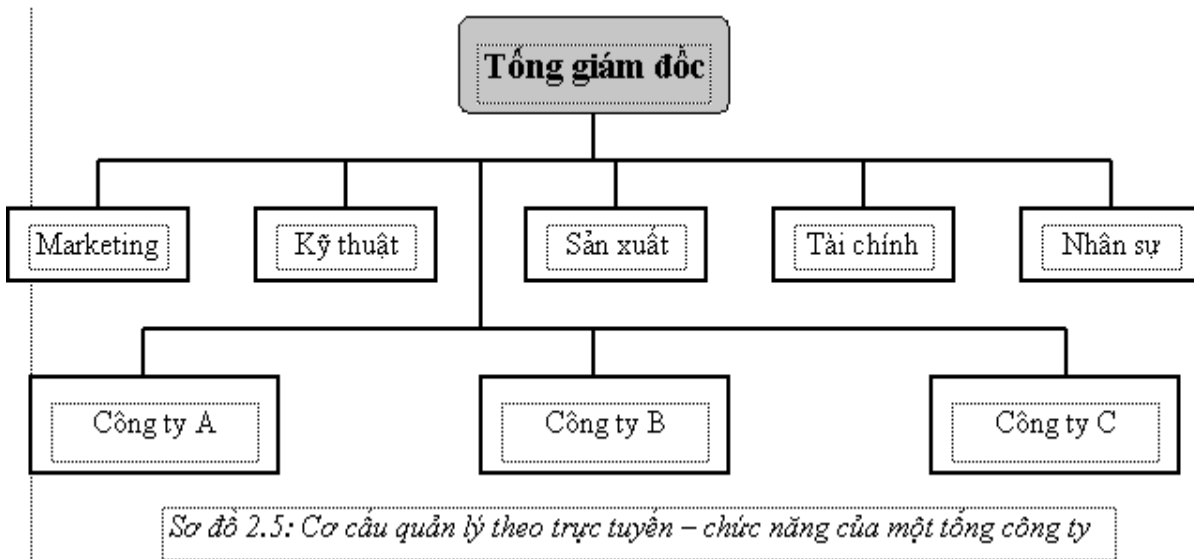 Tổng giám đốc
Marketing
Kỹ thuật
Sản xuất
Tài chính
Nhân sự
Công ty A
Công ty B
Công ty C
Sơ đồ 2.5: Cơ cấu quản lý theo trực tuyến – chức năng của một tổng công ty